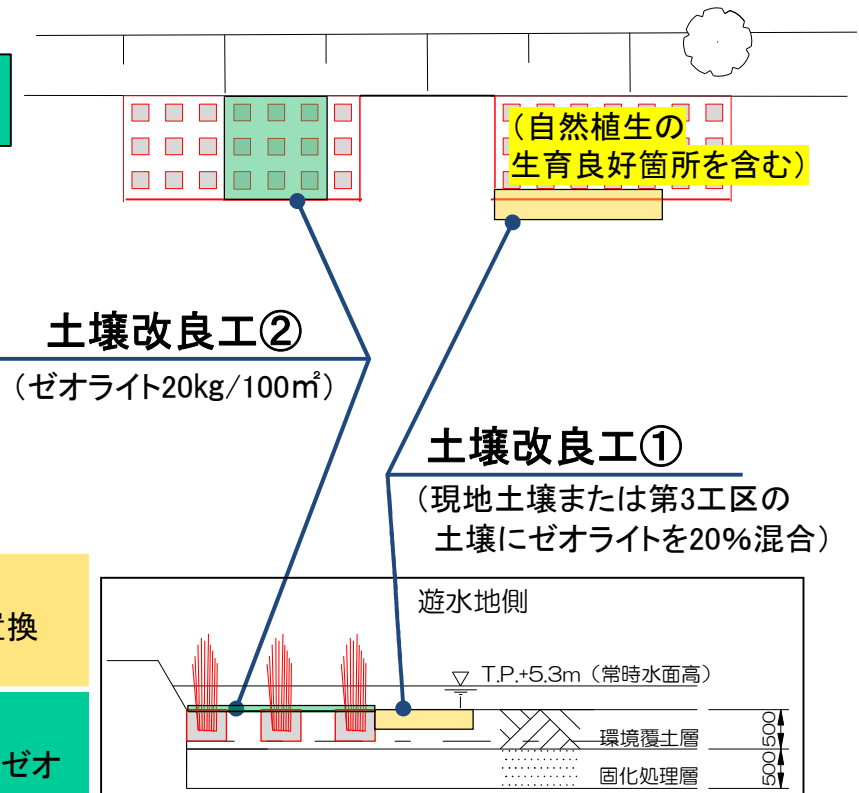 (自然植生の
生育良好箇所を含む)
土壌改良工②
(ゼオライト20kg/100㎡)
土壌改良工①
(現地土壌または第3工区の
土壌にゼオライトを20%混合)
置換
ゼオ
遊水地側
T.P.+5.3m(常時水面高)
環境覆土層
500
固化処理層
500